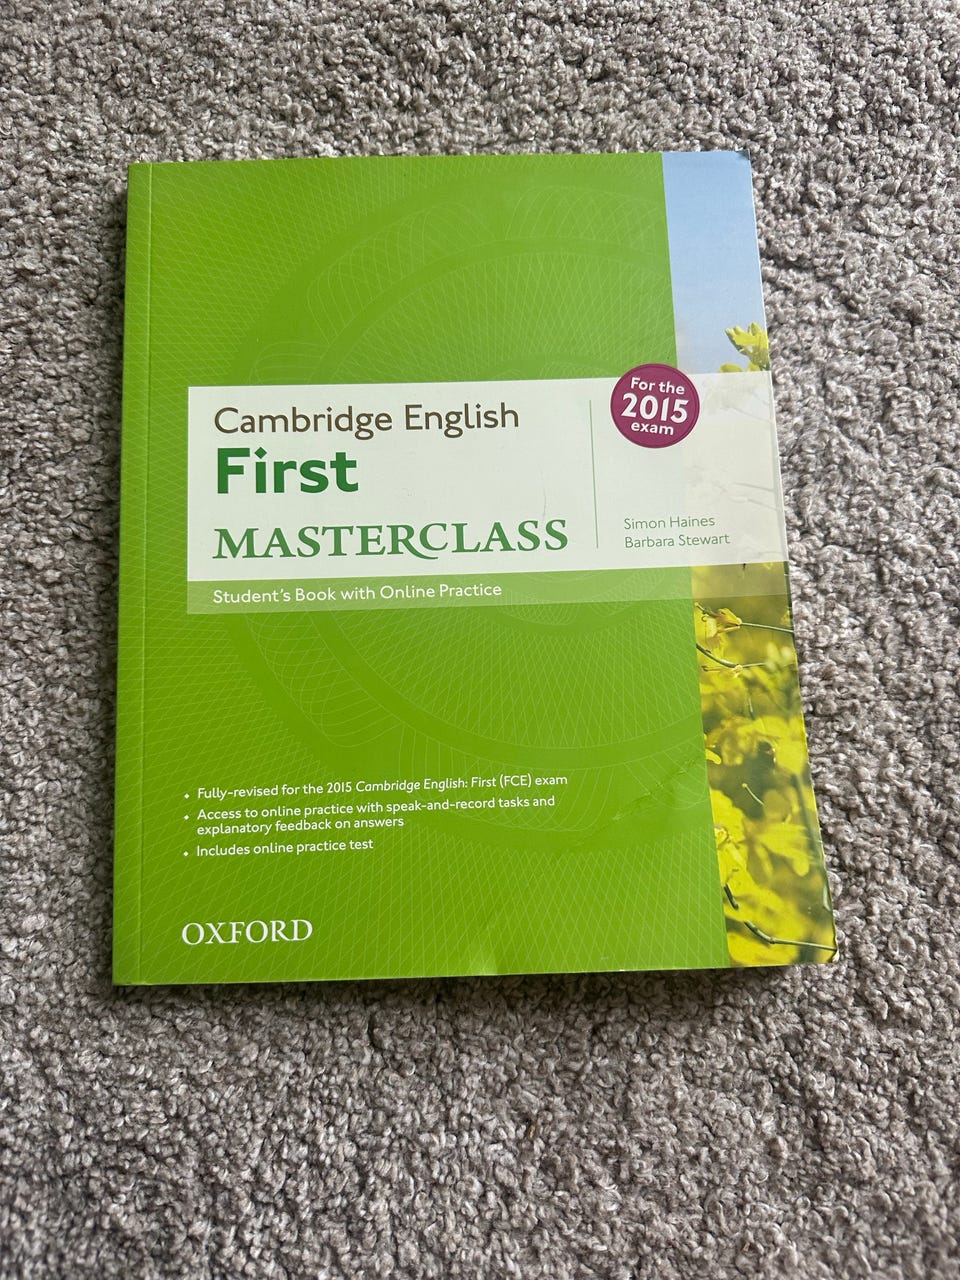 Cambridge English
First
MASTERCLASS
Student's Book with Online Practice
For the
2015
exam
Simon Haines
Barbara Stewart
• Fully-revised for the 2015 Cambridge English: First (FCE) exam
• Access to online practice with speak-and-record tasks and
explanatory feedback on answers
• Includes online practice test
OXFORD